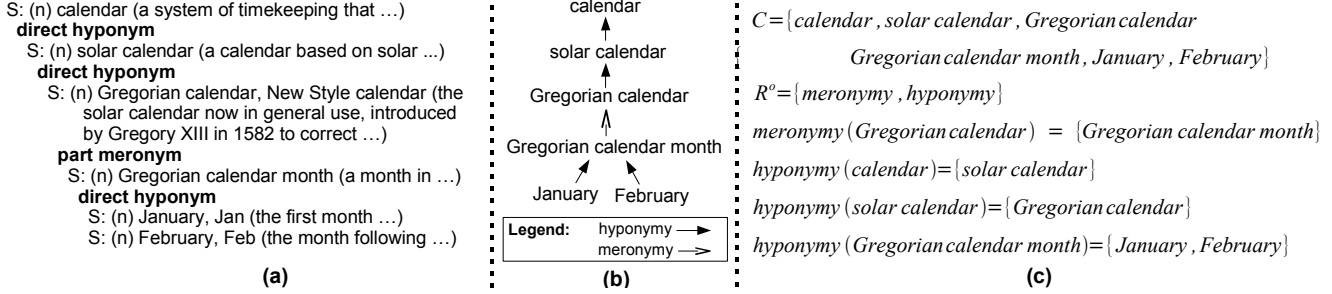 S: (n) calendar (a system of timekeeping that …)
direct hyponym
S: (n) solar calendar (a calendar based on solar ...)
direct hyponym
S: (n) Gregorian calendar, New Style calendar (the
solar calendar now in general use, introduced
by Gregory XIII in 1582 to correct …)
part meronym
S: (n) Gregorian calendar month (a month in …)
direct hyponym
S: (n) January, Jan (the first month …)
S: (n) February, Feb (the month following …)
(a)
calendar
solar calendar
Gregorian calendar
Gregorian calendar month
January February
Legend: hyponymy
meronymy
(b)
C={calendar , solar calendar , Gregorian calendar
Gregorian calendar month , January , February}
Rᵒ={meronymy , hyponymy}
meronymy (Gregorian calendar) = {Gregorian calendar month}
hyponymy (calendar)={solar calendar}
hyponymy (solar calendar)={Gregorian calendar}
hyponymy (Gregorian calendar month)={January , February}
(c)